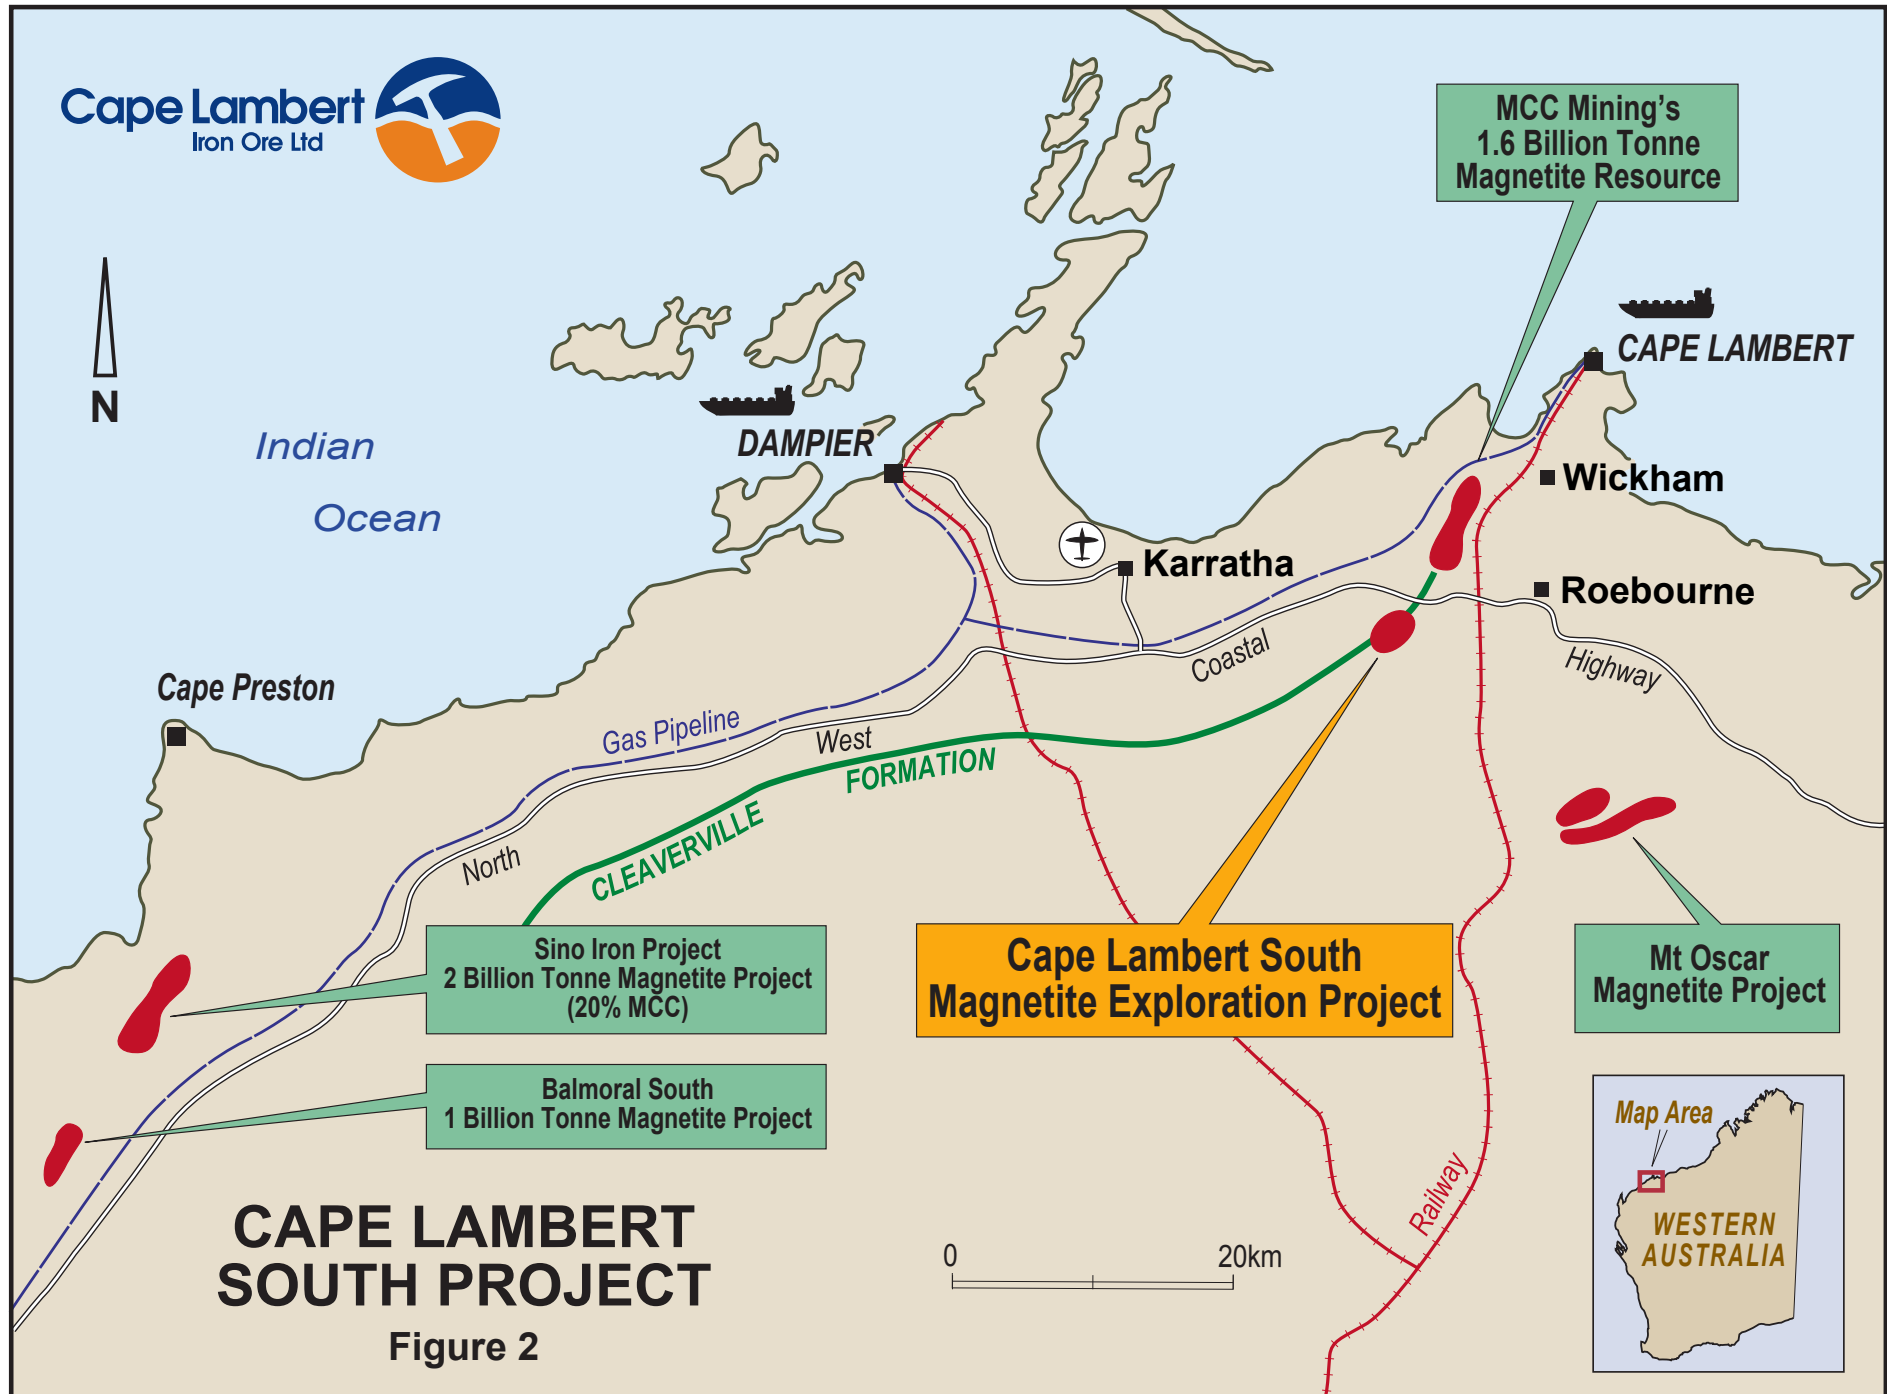 Cape Lambert
Iron Ore Ltd
MCC Mining's
1.6 Billion Tonne
Magnetite Resource
CAPE LAMBERT
N
Indian
Ocean
DAMPIER
Wickham
Karratha
Roebourne
Cape Preston
Coastal
Highway
Gas Pipeline
West
FORMATION
CLEAVERVILLE
North
Sino Iron Project
2 Billion Tonne Magnetite Project
(20% MCC)
Cape Lambert South
Magnetite Exploration Project
Mt Oscar
Magnetite Project
Balmoral South
1 Billion Tonne Magnetite Project
Map Area
WESTERN
AUSTRALIA
Railway
CAPE LAMBERT
SOUTH PROJECT
Figure 2
0
20km